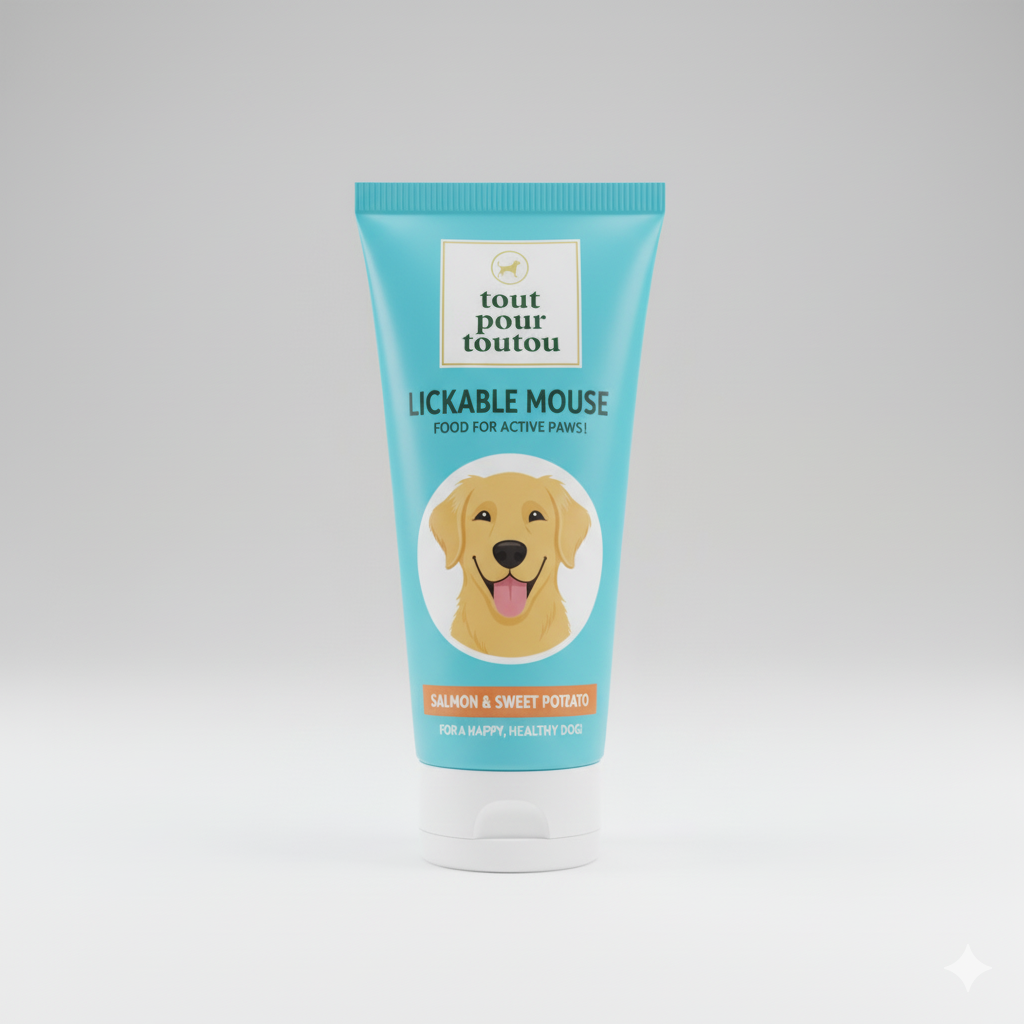 tout
pour
toutou
LICKABLE MOUSE
FOOD FOR ACTIVE PAWS!
SALMON & SWEET POTZATO
FOR A HAPPY, HEALTHY DOG!